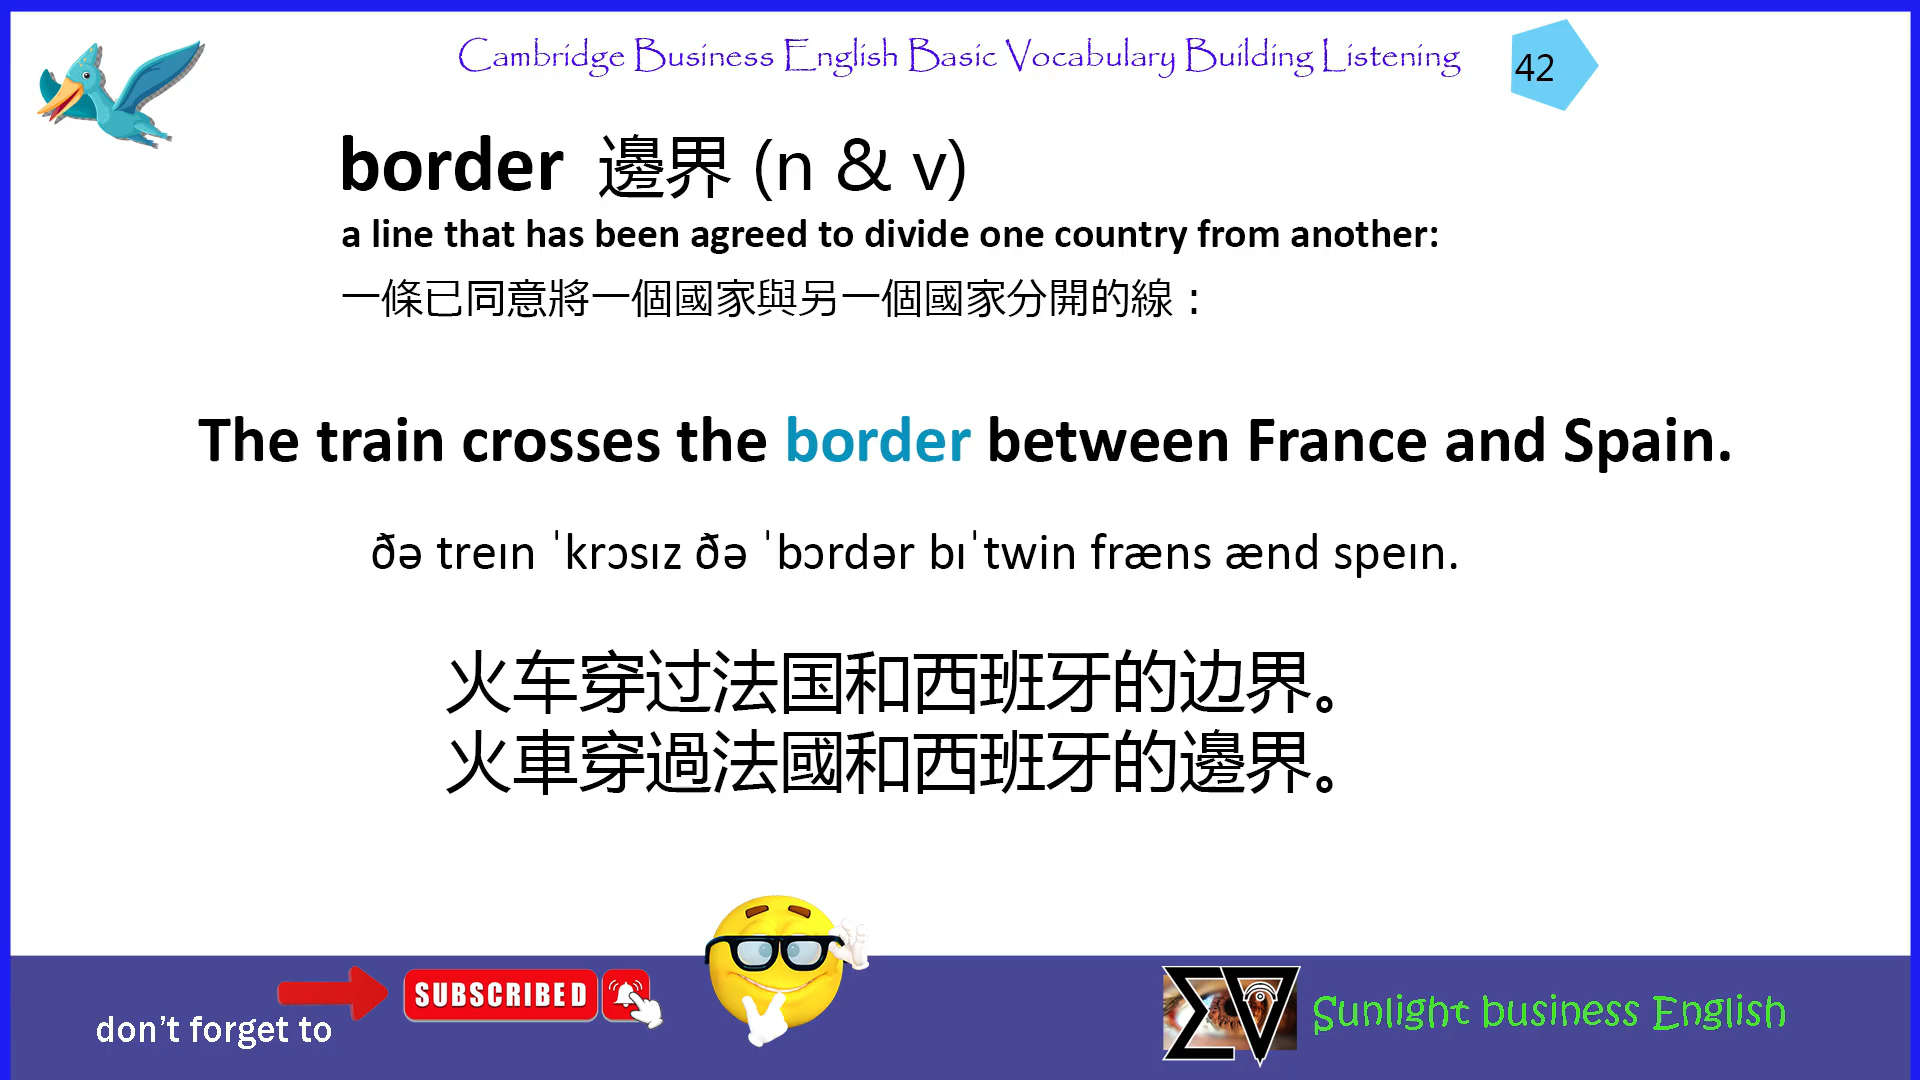 Cambridge Business English Basic Vocabulary Building Listening
42
border 邊界 (n & v)
a line that has been agreed to divide one country from another:
一條已同意將一個國家與另一個國家分開的線：
The train crosses the border between France and Spain.
ðə treɪn ˈkrɔsɪz ðə ˈbɔrdər bɪˈtwin fræns ænd speɪn.
火车穿过法国和西班牙的边界。
火車穿過法國和西班牙的邊界。
don’t forget to
SUBSCRIBED
Sunlight business English